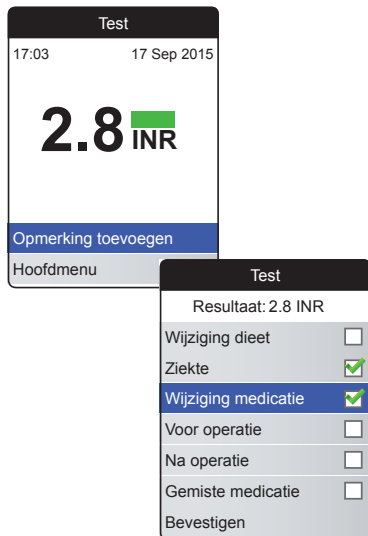 Test
17:03 17 Sep 2015
2.8 INR
Opmerking toevoegen
Hoofdmenu
Test
Resultaat: 2.8 INR
Wijziging dieet
Ziekte
Wijziging medicatie
Voor operatie
Na operatie
Gemiste medicatie
Bevestigen